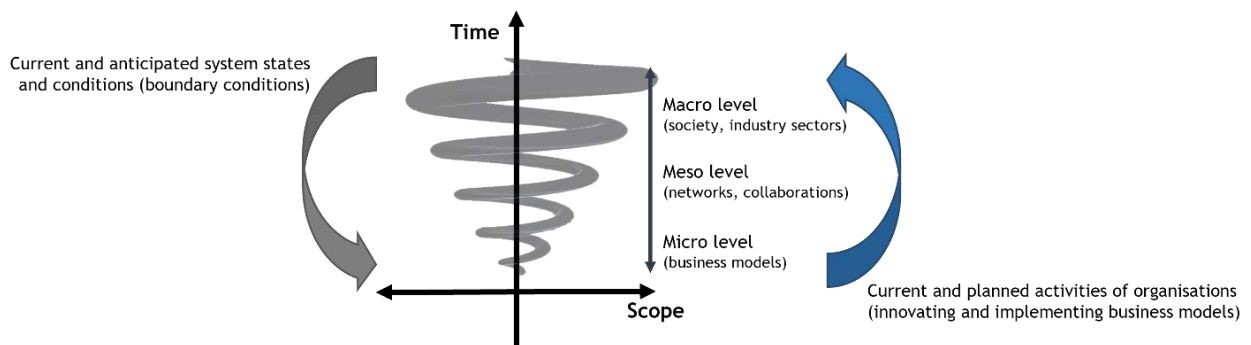 Time
Current and anticipated system states
and conditions (boundary conditions)
Macro level
(society, industry sectors)
Meso level
(networks, collaborations)
Micro level
(business models)
Scope
Current and planned activities of organisations
(innovating and implementing business models)